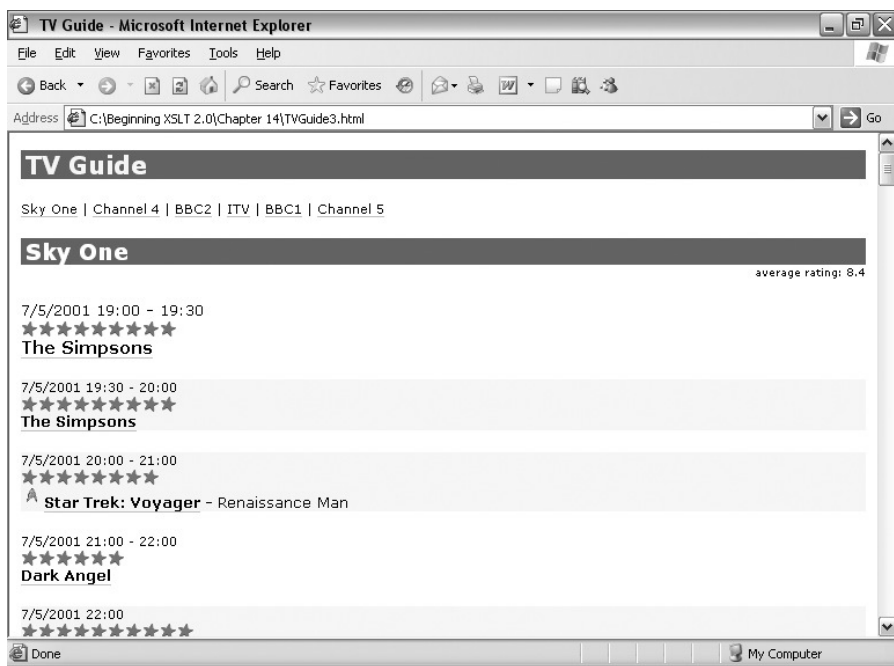 TV Guide - Microsoft Internet Explorer
File Edit View Favorites Tools Help
Back Search Favorites
Address C:\Beginning XSLT 2.0\Chapter 14\TVGuide3.html Go
TV Guide
Sky One | Channel 4 | BBC2 | ITV | BBC1 | Channel 5
Sky One
average rating: 8.4
7/5/2001 19:00 - 19:30
The Simpsons
7/5/2001 19:30 - 20:00
The Simpsons
7/5/2001 20:00 - 21:00
Star Trek: Voyager - Renaissance Man
7/5/2001 21:00 - 22:00
Dark Angel
7/5/2001 22:00
Done My Computer